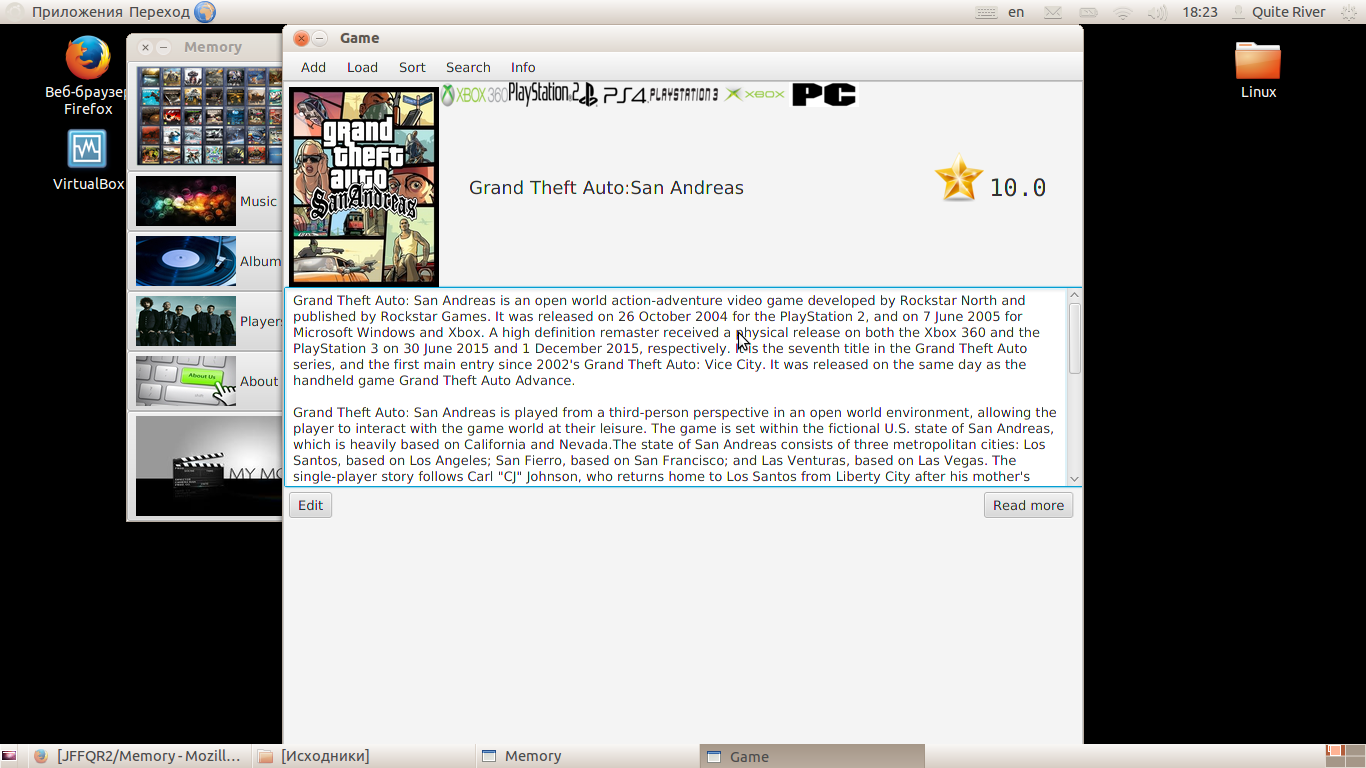 Приложения Переход
en
18:23
Quite River
Веб-браузер
Firefox
VirtualBox
Linux
Memory
Music
Album
Players
About
About Us
MY MO
Game
Add Load Sort Search Info
XBOX360 PlayStation.2 PS4 PLAYSTATION 3 XBOX PC
grand
theft
auto
San Andreas
Grand Theft Auto:San Andreas
10.0
Grand Theft Auto: San Andreas is an open world action-adventure video game developed by Rockstar North and
published by Rockstar Games. It was released on 26 October 2004 for the PlayStation 2, and on 7 June 2005 for
Microsoft Windows and Xbox. A high definition remaster received a physical release on both the Xbox 360 and the
PlayStation 3 on 30 June 2015 and 1 December 2015, respectively. It is the seventh title in the Grand Theft Auto
series, and the first main entry since 2002's Grand Theft Auto: Vice City. It was released on the same day as the
handheld game Grand Theft Auto Advance.
Grand Theft Auto: San Andreas is played from a third-person perspective in an open world environment, allowing the
player to interact with the game world at their leisure. The game is set within the fictional U.S. state of San Andreas,
which is heavily based on California and Nevada.The state of San Andreas consists of three metropolitan cities: Los
Santos, based on Los Angeles; San Fierro, based on San Francisco; and Las Venturas, based on Las Vegas. The
single-player story follows Carl "CJ" Johnson, who returns home to Los Santos from Liberty City after his mother's
Edit
Read more
[JFFQR2/Memory - Mozill...
[Исходники]
Memory
Game